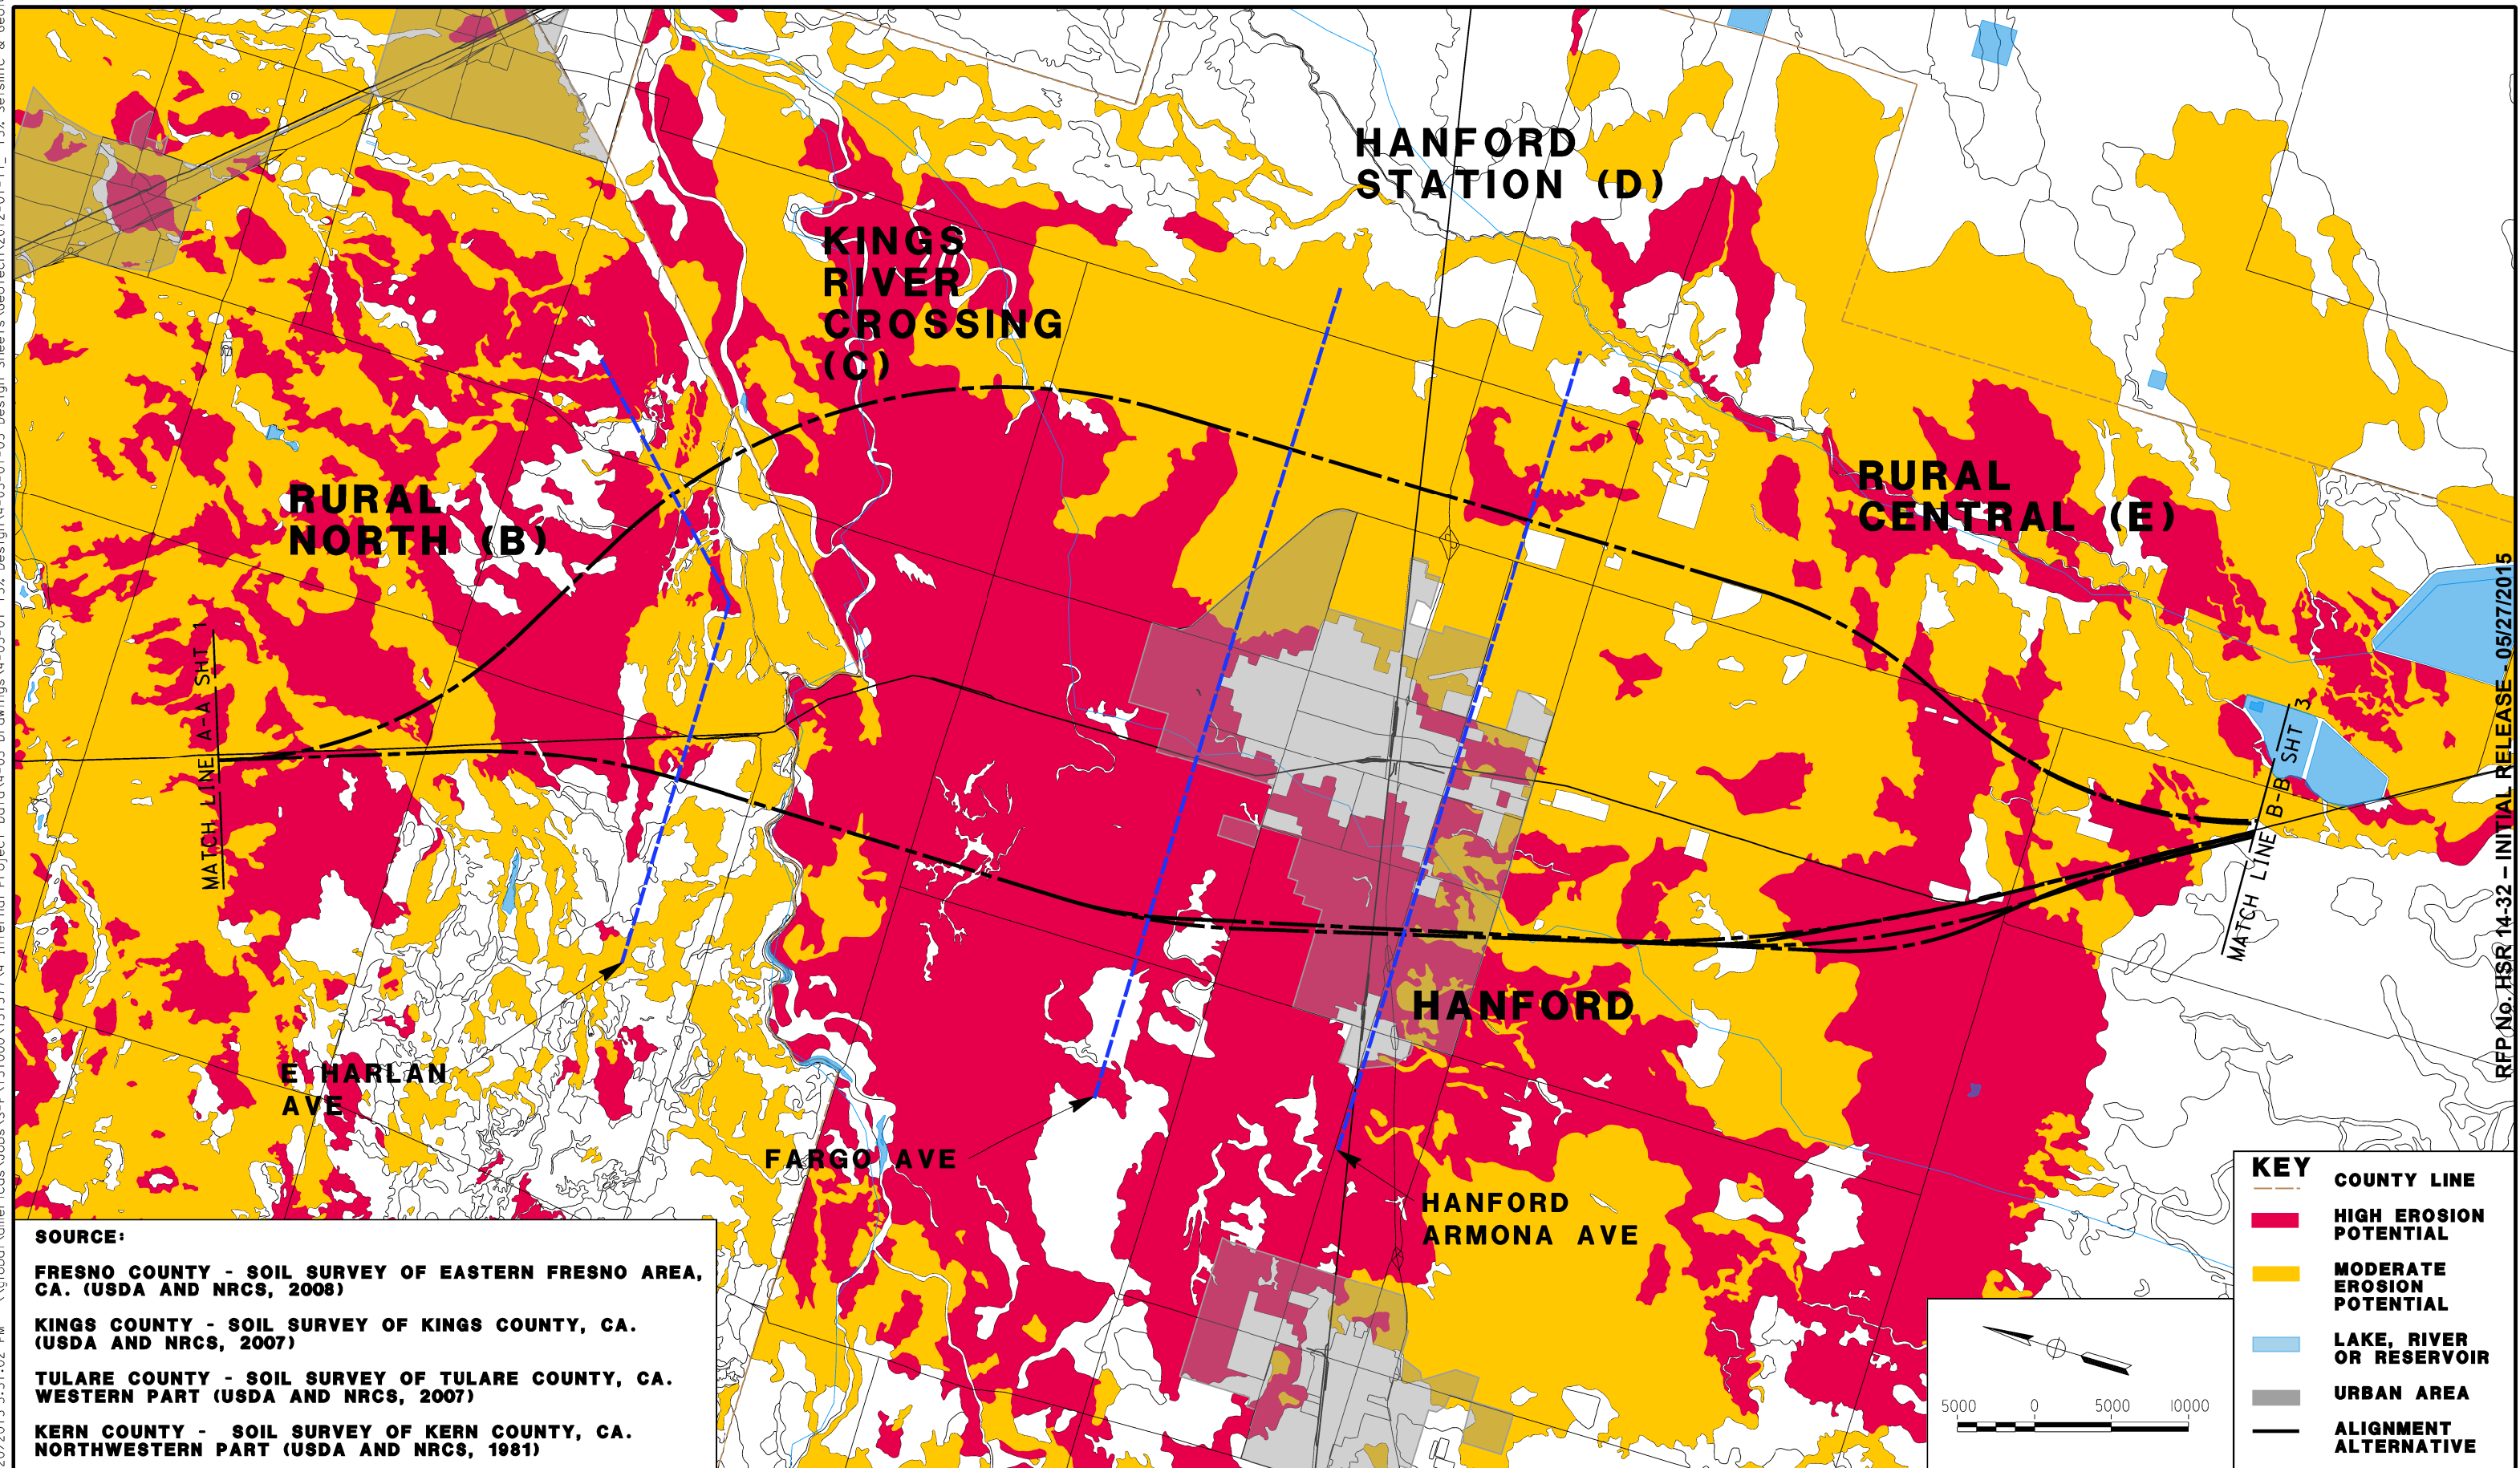 HANFORD
STATION (D)
KINGS
RIVER
CROSSING
(C)
RURAL
NORTH (B)
RURAL
CENTRAL (E)
MATCH LINE A-A SHT 1
MATCH LINE B-B SHT 3
HANFORD
E HARLAN
AVE
FARGO AVE
HANFORD
ARMONA AVE
RFP No. HSR 14-32 – INITIAL RELEASE - 05/27/2015
SOURCE:
FRESNO COUNTY - SOIL SURVEY OF EASTERN FRESNO AREA,
CA. (USDA AND NRCS, 2008)
KINGS COUNTY - SOIL SURVEY OF KINGS COUNTY, CA.
(USDA AND NRCS, 2007)
TULARE COUNTY - SOIL SURVEY OF TULARE COUNTY, CA.
WESTERN PART (USDA AND NRCS, 2007)
KERN COUNTY - SOIL SURVEY OF KERN COUNTY, CA.
NORTHWESTERN PART (USDA AND NRCS, 1981)
5000 0 5000 10000
KEY
COUNTY LINE
HIGH EROSION
POTENTIAL
MODERATE
EROSION
POTENTIAL
LAKE, RIVER
OR RESERVOIR
URBAN AREA
ALIGNMENT
ALTERNATIVE